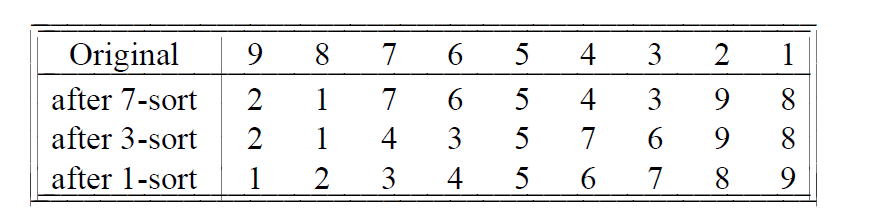 Original 9 8 7 6 5 4 3 2 1
after 7-sort 2 1 7 6 5 4 3 9 8
after 3-sort 2 1 4 3 5 7 6 9 8
after 1-sort 1 2 3 4 5 6 7 8 9